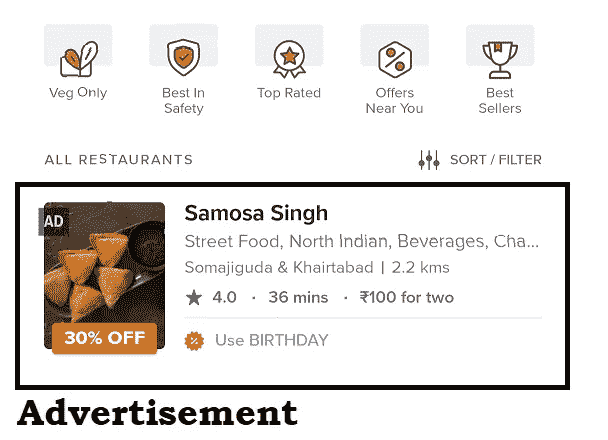 Veg Only
Best In
Safety
Top Rated
Offers
Near You
Best
Sellers
ALL RESTAURANTS
SORT / FILTER
AD
Samosa Singh
Street Food, North Indian, Beverages, Cha...
Somajiguda & Khairtabad | 2.2 kms
★ 4.0 · 36 mins · ₹100 for two
30% OFF
Use BIRTHDAY
Advertisement